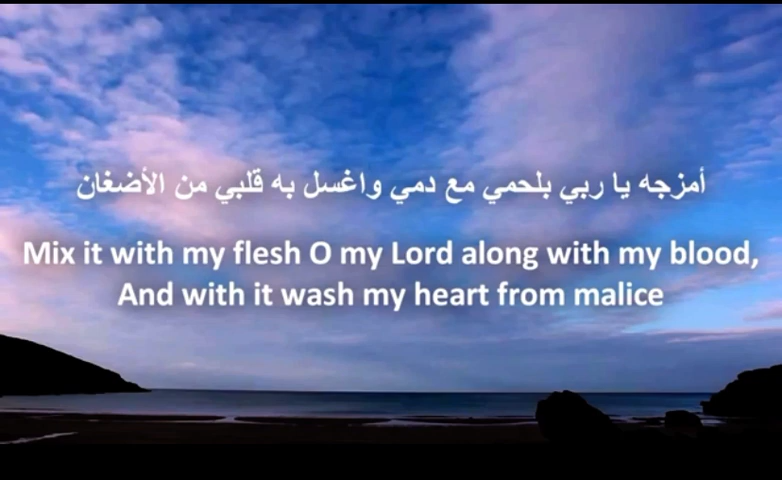 أمزجه يا ربي بلحمي مع دمي واغسل به قلبي من الأضغان
Mix it with my flesh O my Lord along with my blood,
And with it wash my heart from malice